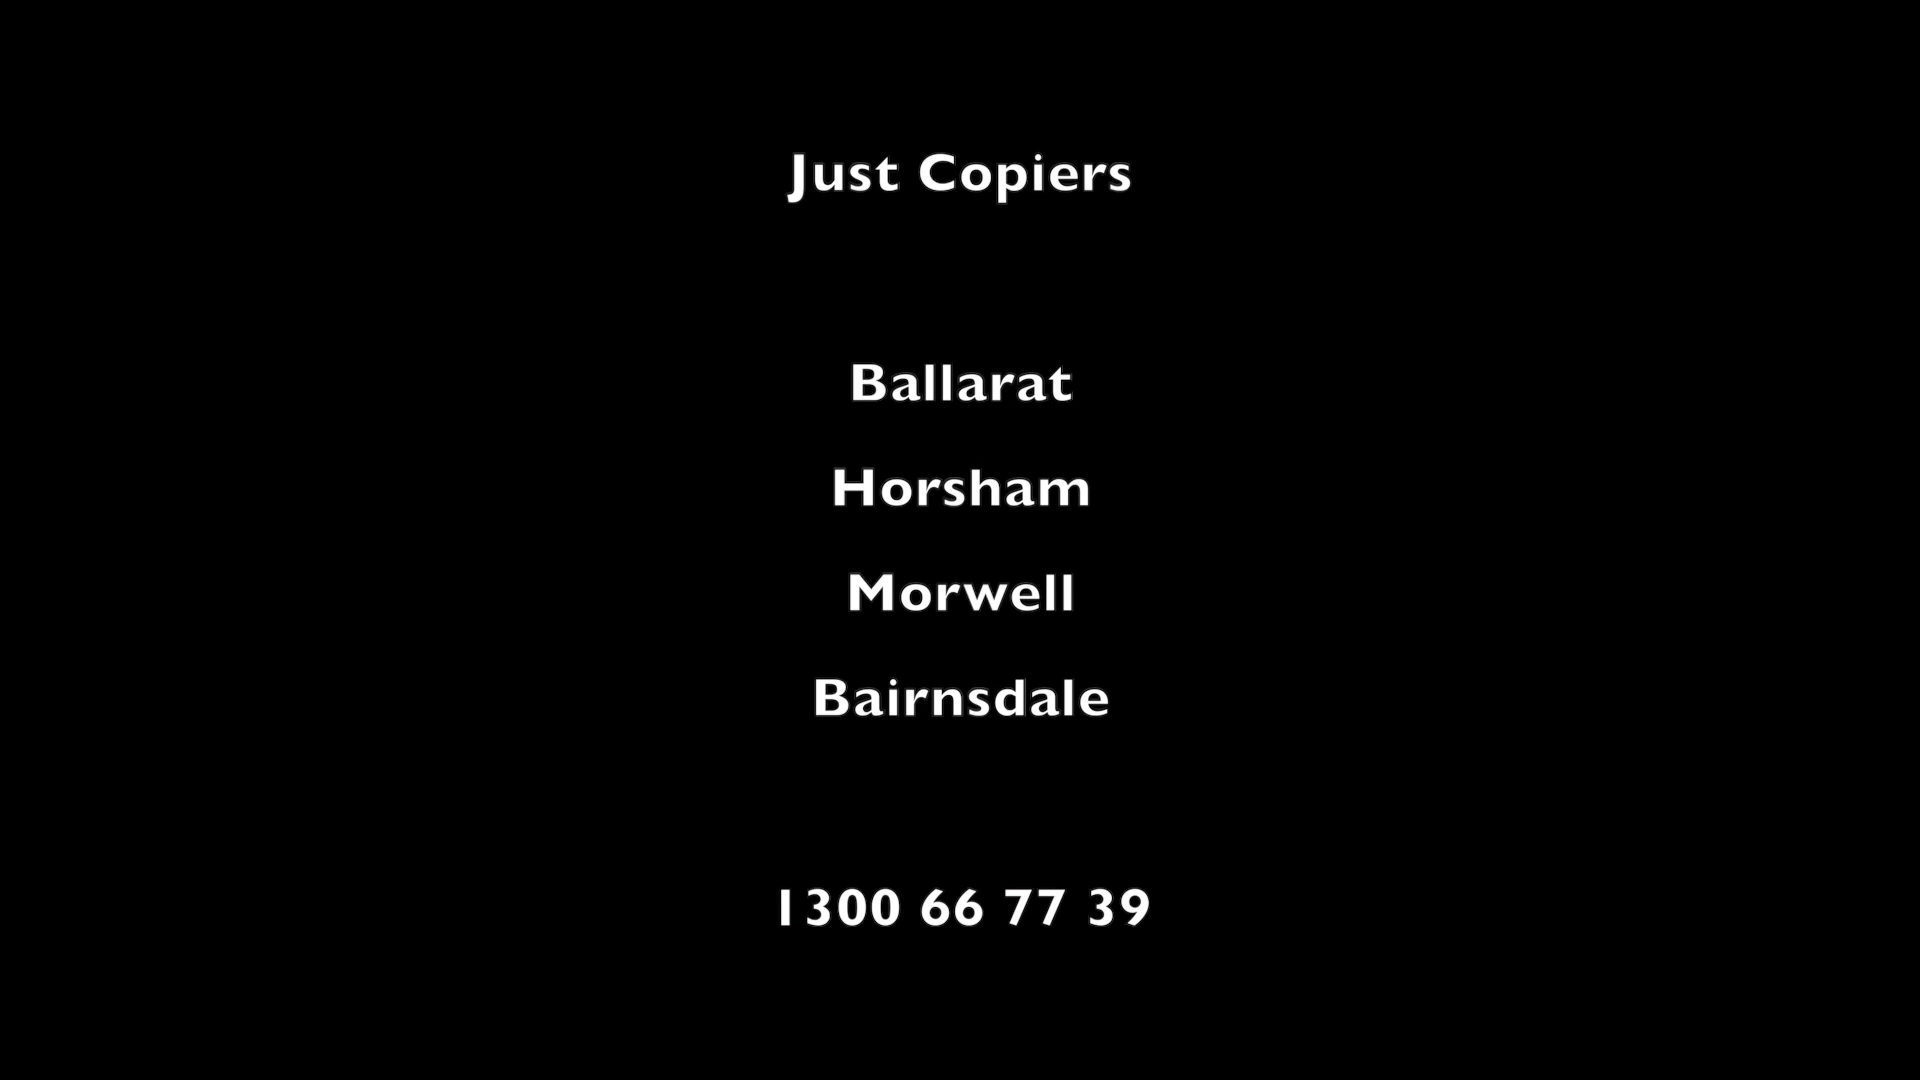 Just Copiers
Ballarat
Horsham
Morwell
Bairnsdale
1300 66 77 39